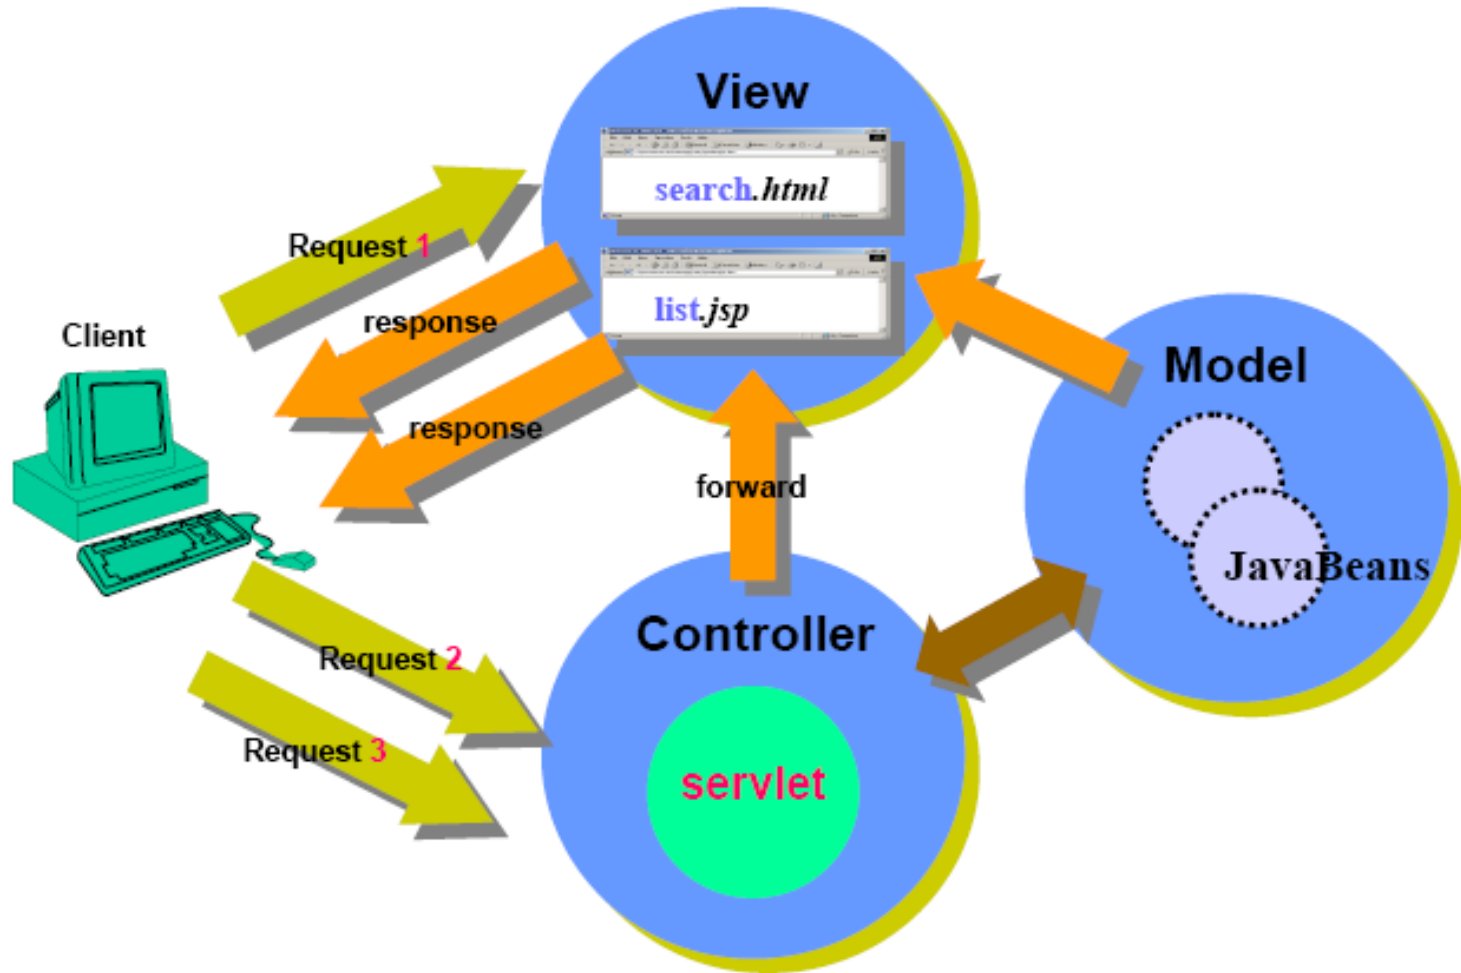 View
search.html
Request 1
list.jsp
response
Client
Model
response
forward
JavaBeans
Controller
Request 2
Request 3
servlet